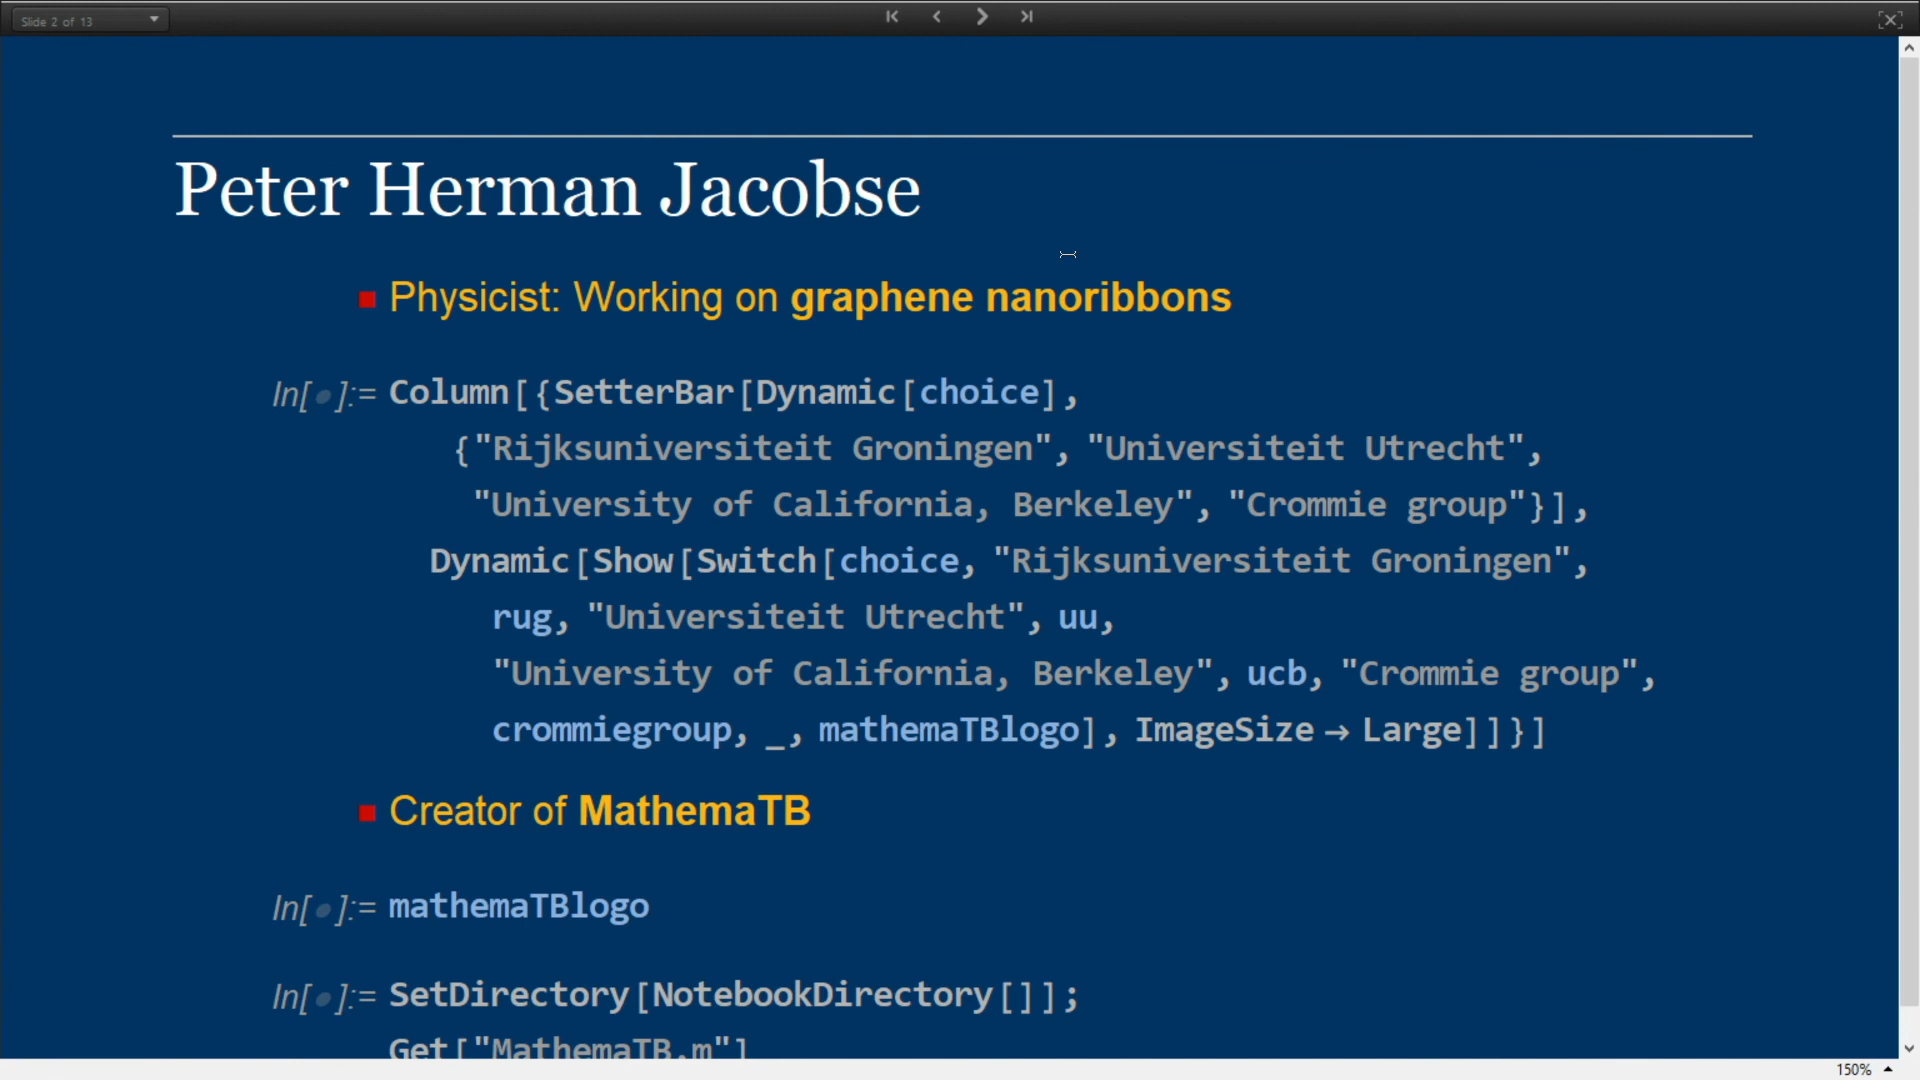 Slide 2 of 13
Peter Herman Jacobse
Physicist: Working on graphene nanoribbons
In[●]:= Column[{SetterBar[Dynamic[choice],
{"Rijksuniversiteit Groningen", "Universiteit Utrecht",
"University of California, Berkeley", "Crommie group"}],
Dynamic[Show[Switch[choice, "Rijksuniversiteit Groningen",
rug, "Universiteit Utrecht", uu,
"University of California, Berkeley", ucb, "Crommie group",
crommiegroup, _, mathemaTBlogo], ImageSize → Large]]}]
Creator of MathemaTB
In[●]:= mathemaTBlogo
In[●]:= SetDirectory[NotebookDirectory[]];
Get["MathemaTB.m"]
150%